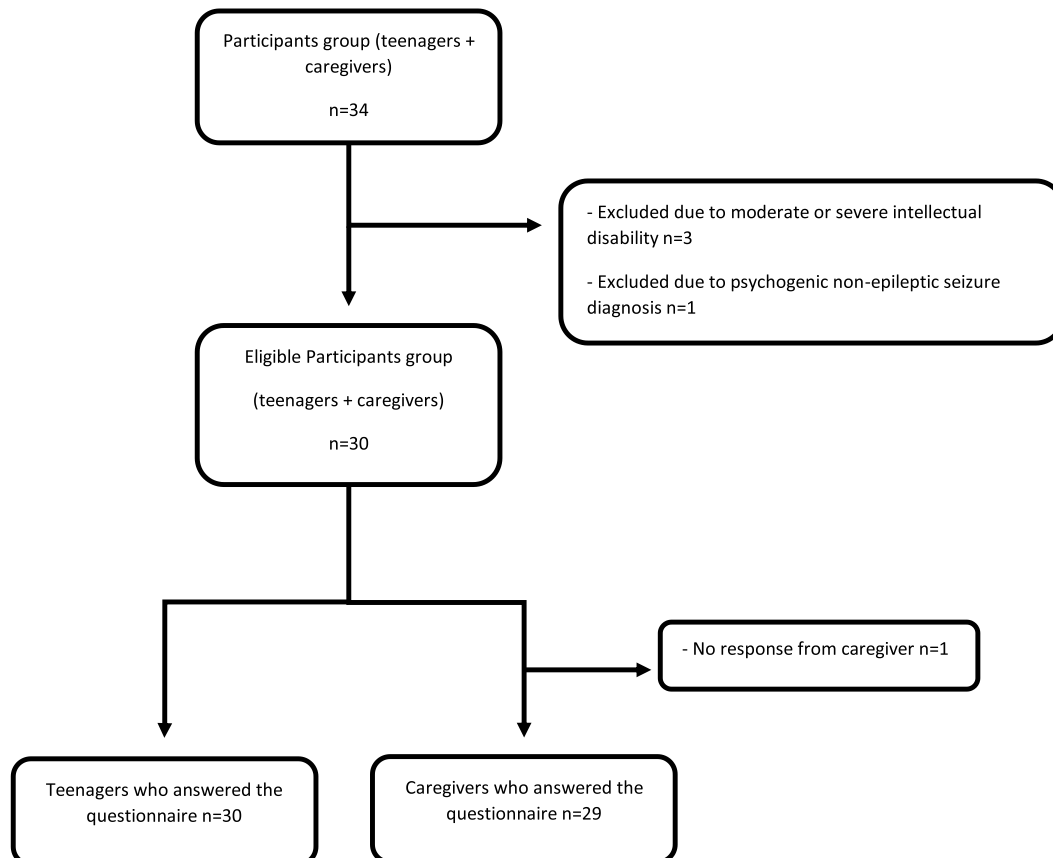 Participants group (teenagers +
caregivers)
n=34
- Excluded due to moderate or severe intellectual
disability n=3
- Excluded due to psychogenic non-epileptic seizure
diagnosis n=1
Eligible Participants group
(teenagers + caregivers)
n=30
- No response from caregiver n=1
Teenagers who answered the
questionnaire n=30
Caregivers who answered the
questionnaire n=29